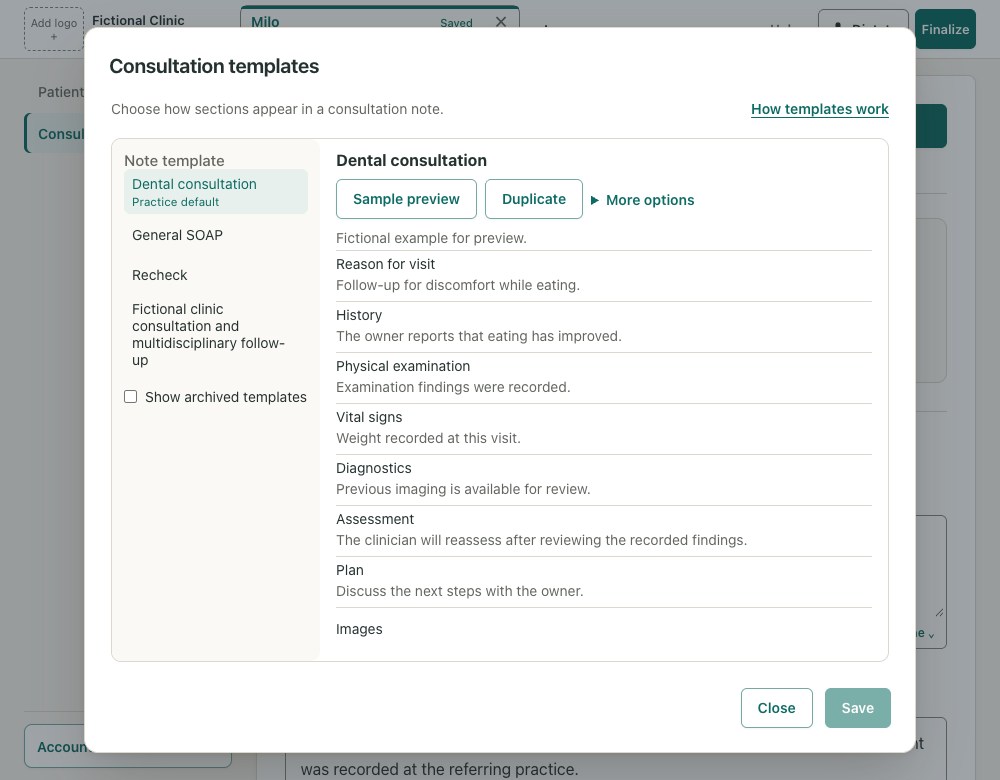 Add logo
+
Fictional Clinic
Milo
Saved
Finalize
Patient
Consul
Accoun
was recorded at the referring practice.
Consultation templates
Choose how sections appear in a consultation note.
How templates work
Note template
Dental consultation
Practice default
General SOAP
Recheck
Fictional clinic
consultation and
multidisciplinary follow-
up
Show archived templates
Dental consultation
Sample preview
Duplicate
More options
Fictional example for preview.
Reason for visit
Follow-up for discomfort while eating.
History
The owner reports that eating has improved.
Physical examination
Examination findings were recorded.
Vital signs
Weight recorded at this visit.
Diagnostics
Previous imaging is available for review.
Assessment
The clinician will reassess after reviewing the recorded findings.
Plan
Discuss the next steps with the owner.
Images
Close
Save